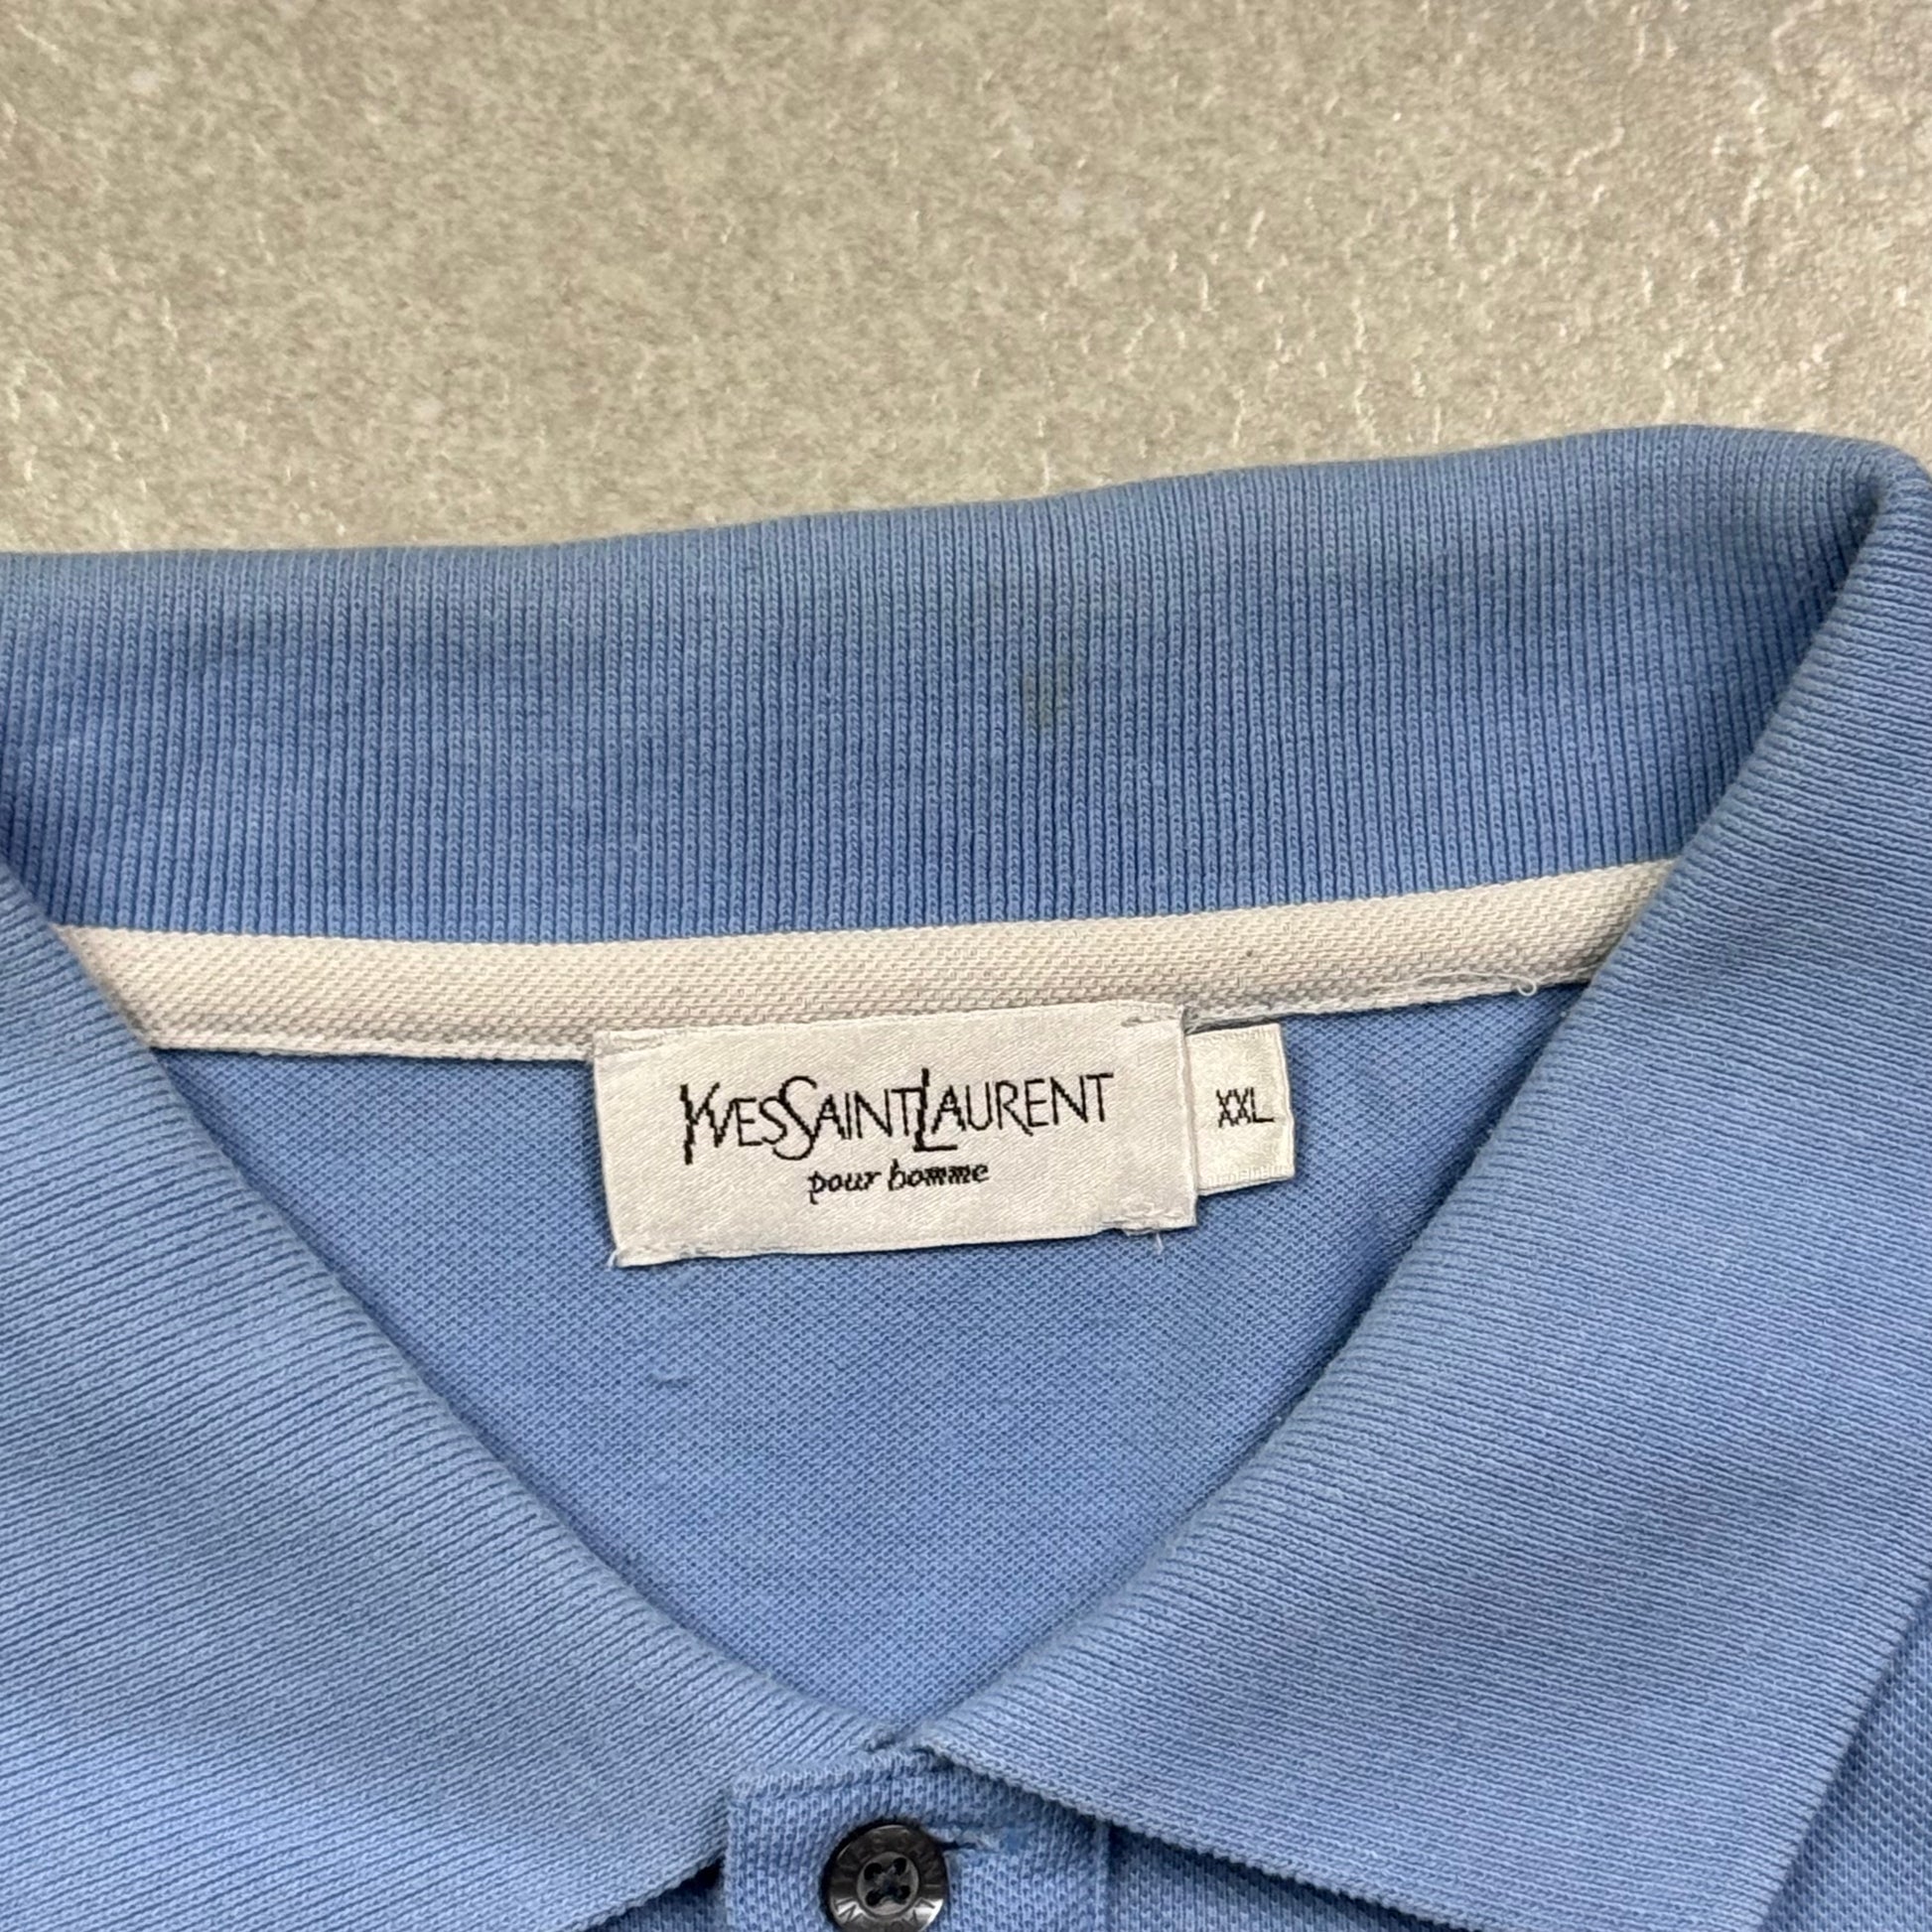 YVESSAINTLAURENT
pour homme
XXL